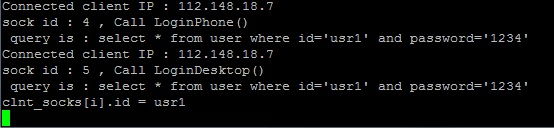 Connected client IP : 112.148.18.7
sock id : 4 , Call LoginPhone()
query is : select * from user where id='usr1' and password='1234'
Connected client IP : 112.148.18.7
sock id : 5 , Call LoginDesktop()
query is : select * from user where id='usr1' and password='1234'
clnt_socks[i].id = usr1